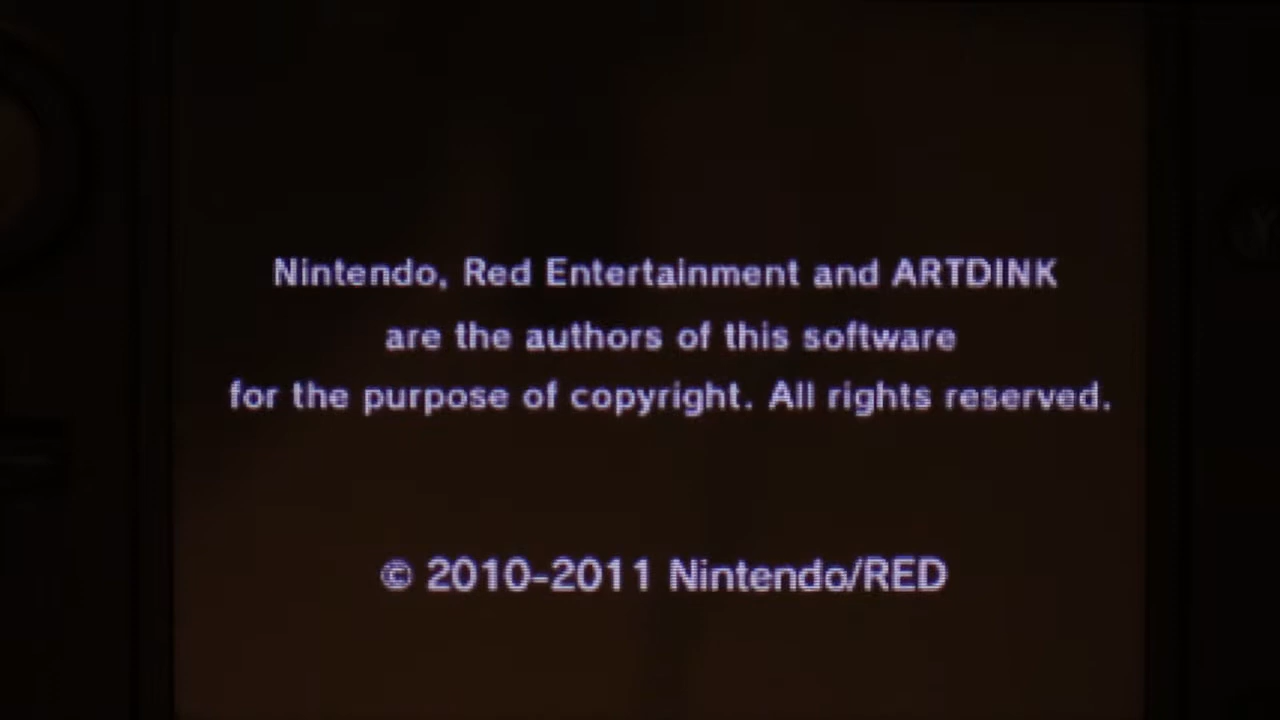 Nintendo, Red Entertainment and ARTDINK
are the authors of this software
for the purpose of copyright. All rights reserved.
© 2010-2011 Nintendo/RED